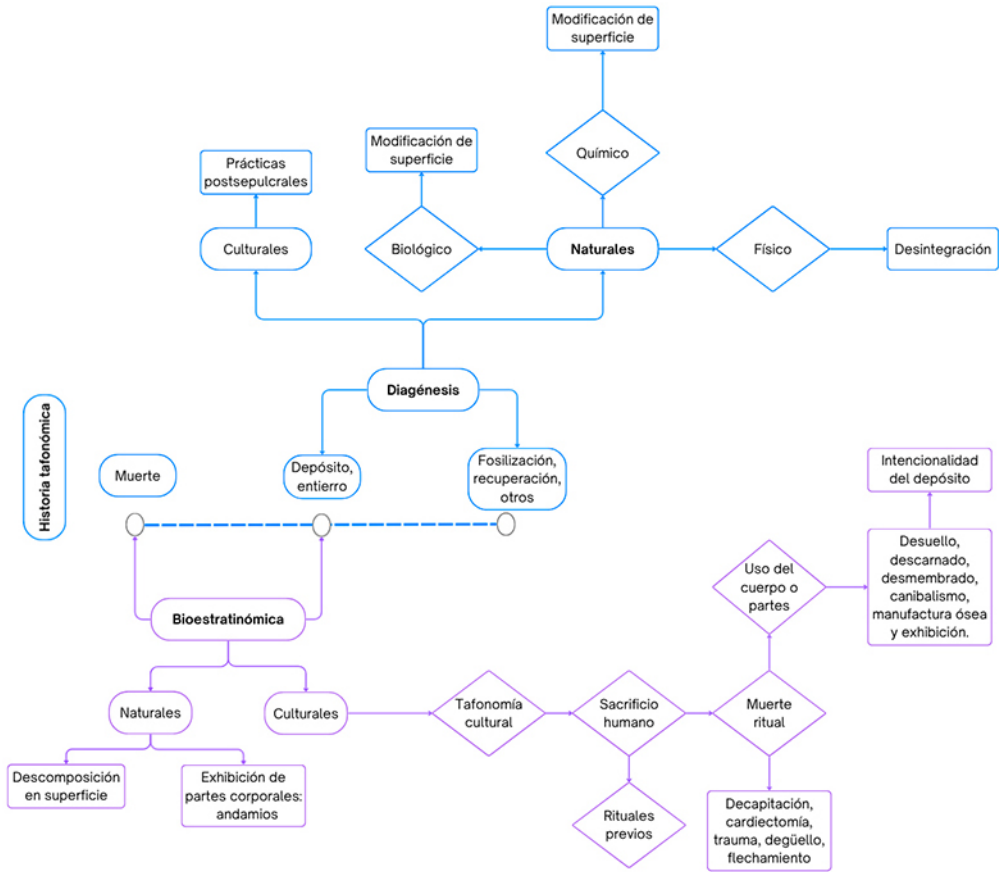 Modificación de
superficie
Químico
Modificación de
superficie
Prácticas
postsepulcrales
Culturales
Biológico
Naturales
Físico
Desintegración
Diagénesis
Historia tafonómica
Muerte
Depósito,
entierro
Fosilización,
recuperación,
otros
Intencionalidad
del depósito
Desuello,
descarnado,
desmembrado,
canibalismo,
manufactura ósea
y exhibición.
Uso del
cuerpo o
partes
Bioestratinómica
Naturales
Culturales
Tafonomía
cultural
Sacrificio
humano
Muerte
ritual
Descomposición
en superficie
Exhibición de
partes corporales:
andamios
Rituales
previos
Decapitación,
cardiectomía,
trauma, degüello,
flechamiento